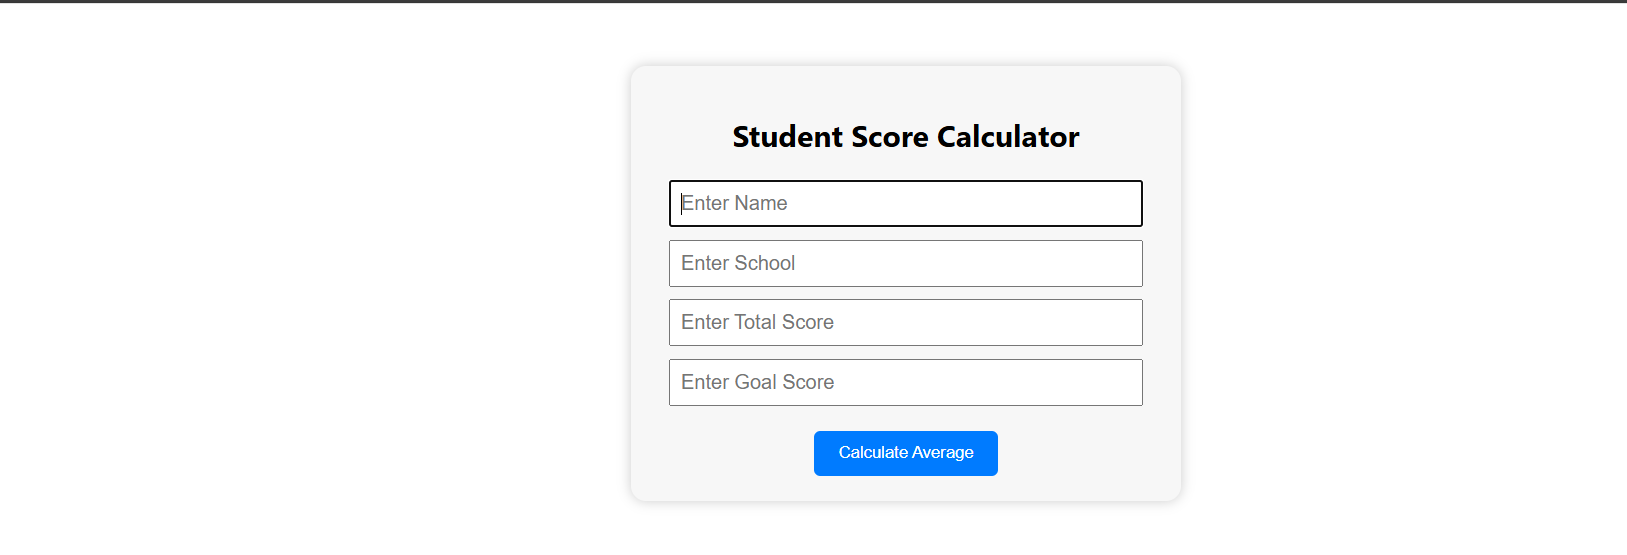 Student Score Calculator
Enter Name
Enter School
Enter Total Score
Enter Goal Score
Calculate Average